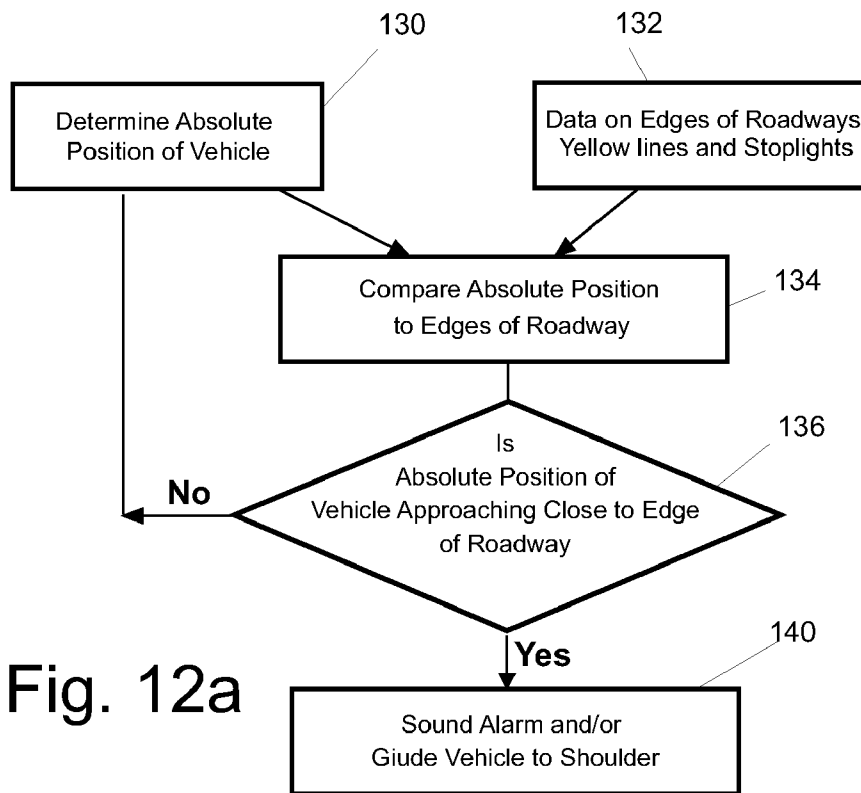 130
132
Determine Absolute
Position of Vehicle
Data on Edges of Roadways
Yellow lines and Stoplights
Compare Absolute Position
to Edges of Roadway
134
Is
Absolute Position of
Vehicle Approaching Close to Edge
of Roadway
136
No
Yes
140
Sound Alarm and/or
Giude Vehicle to Shoulder
Fig. 12a